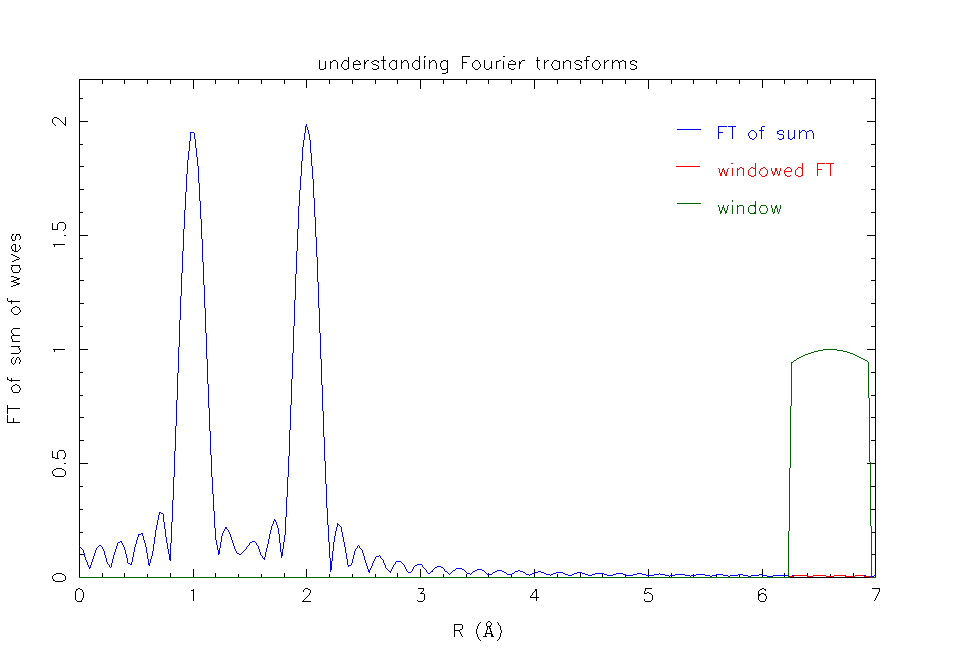 understanding Fourier transforms
FT of sum
windowed FT
window
FT of sum of waves
2
1.5
1
0.5
0
0 1 2 3 4 5 6 7
R (Å)